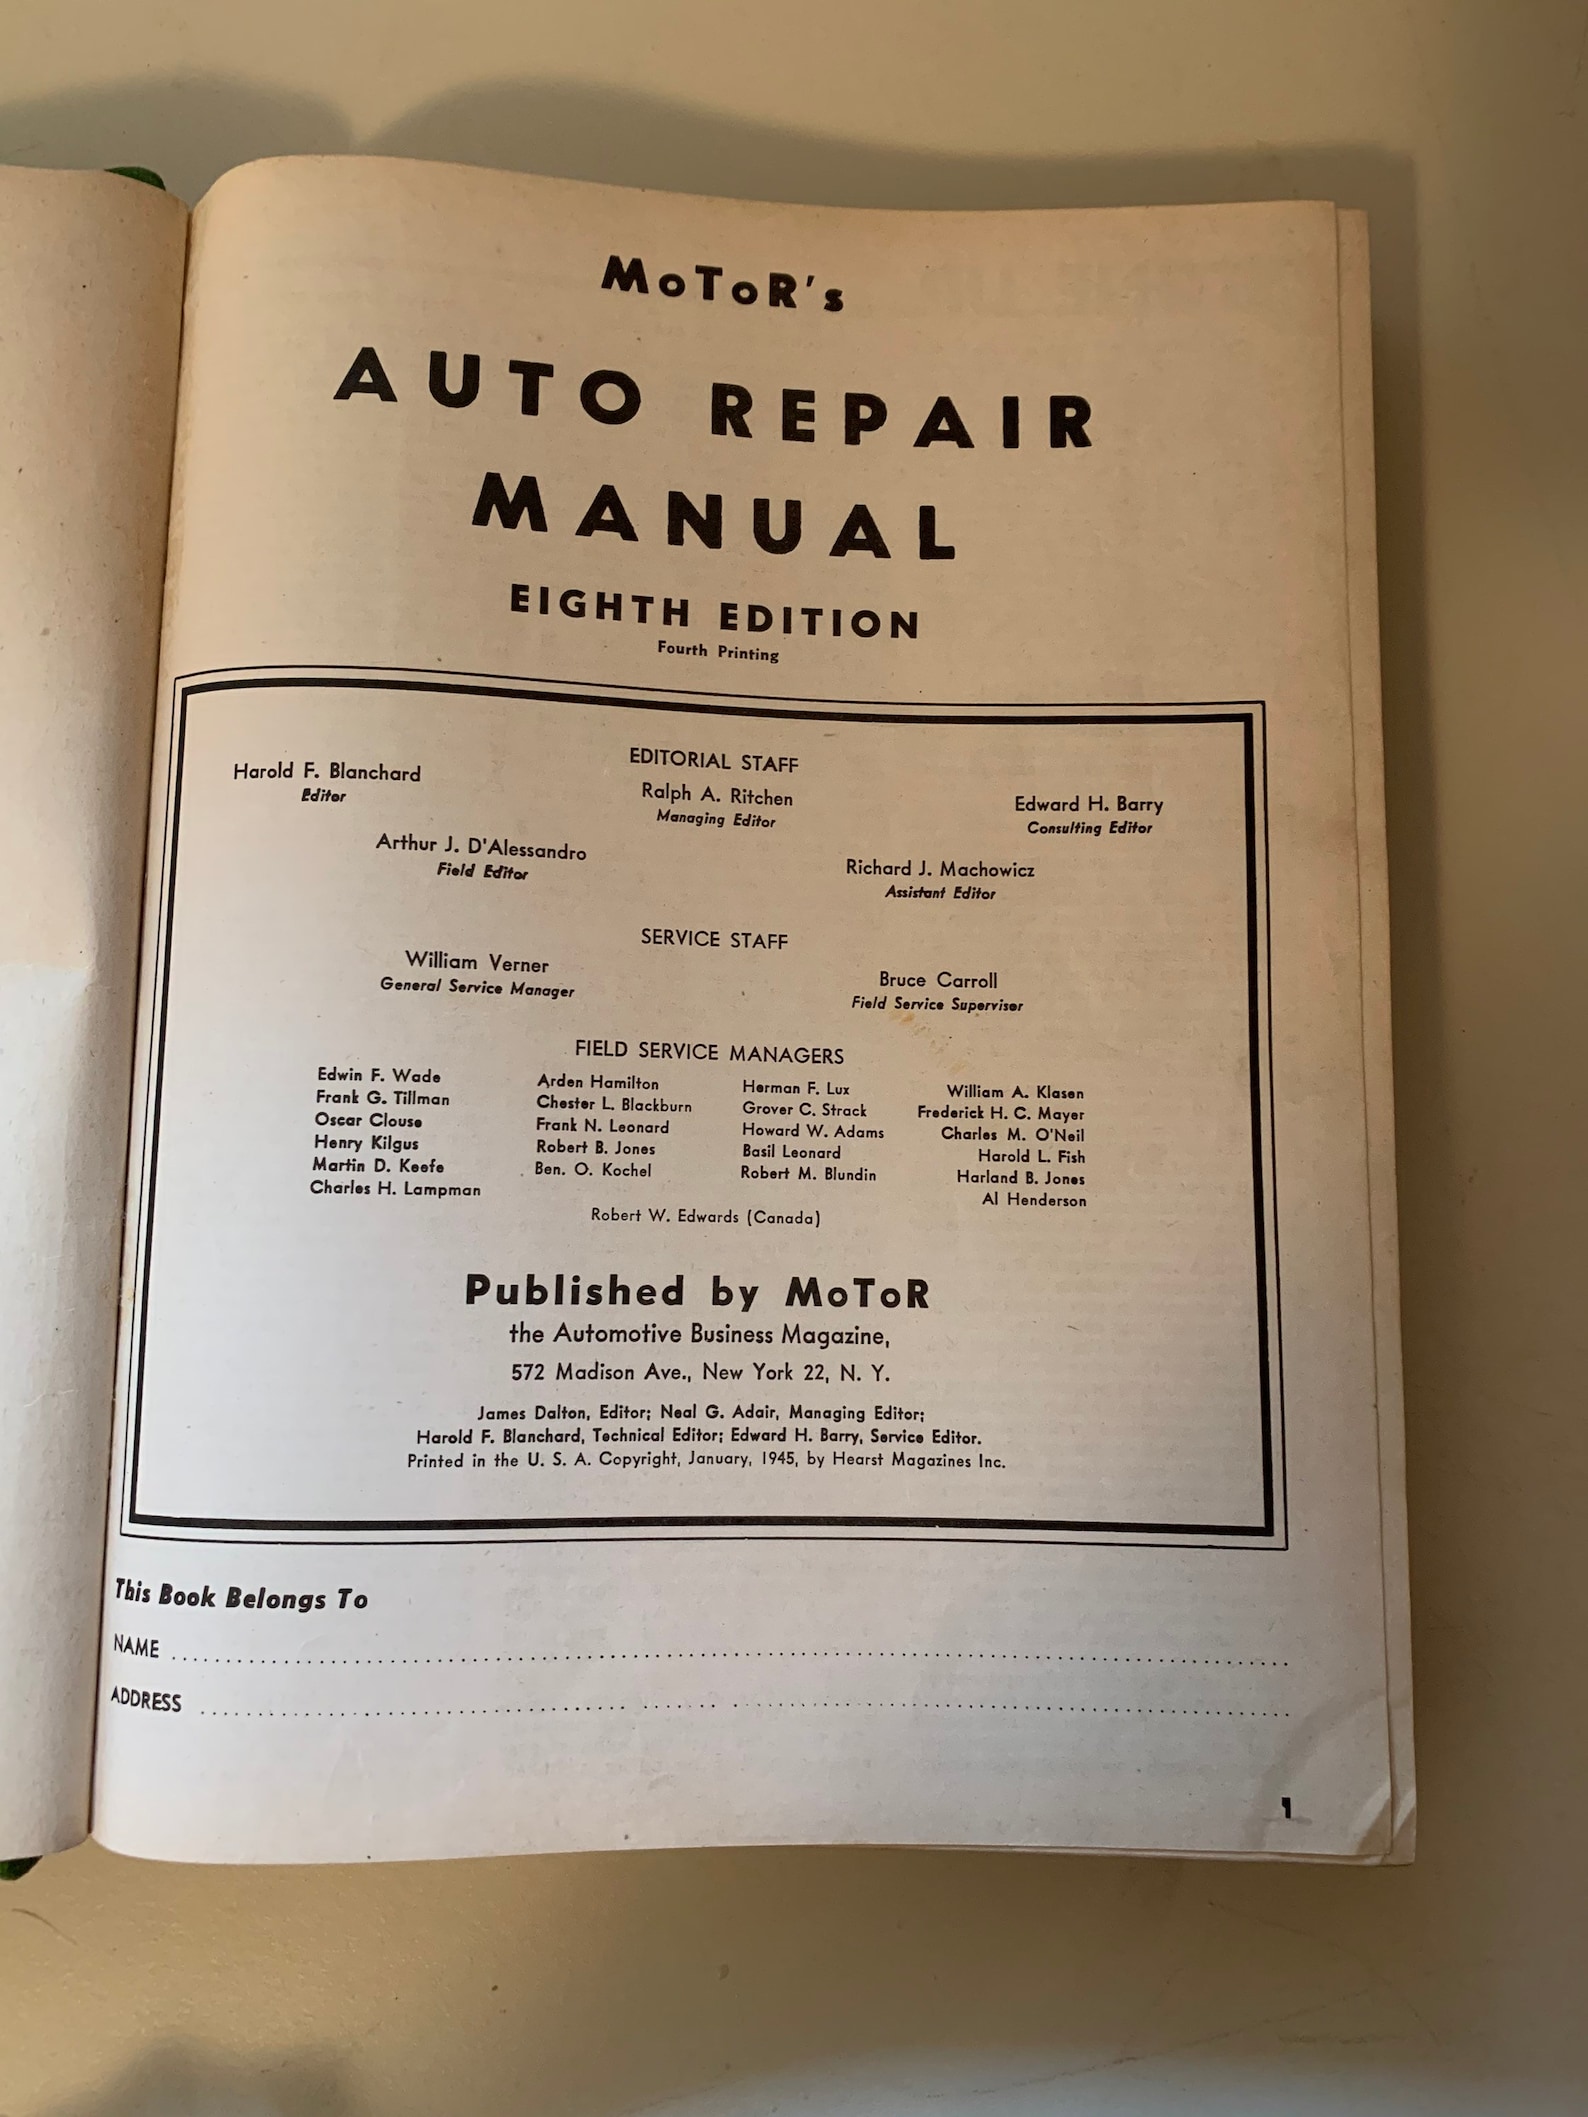 MoToR's
AUTO REPAIR
MANUAL
EIGHTH EDITION
Fourth Printing
EDITORIAL STAFF
Harold F. Blanchard
Editor
Ralph A. Ritchen
Managing Editor
Edward H. Barry
Consulting Editor
Arthur J. D'Alessandro
Field Editor
Richard J. Machowicz
Assistant Editor
SERVICE STAFF
William Verner
General Service Manager
Bruce Carroll
Field Service Supervisor
FIELD SERVICE MANAGERS
Edwin F. Wade
Frank G. Tillman
Oscar Clouse
Henry Kilgus
Martin D. Keefe
Charles H. Lampman
Arden Hamilton
Chester L. Blackburn
Frank N. Leonard
Robert B. Jones
Ben. O. Kochel
Herman F. Lux
Grover C. Strack
Howard W. Adams
Basil Leonard
Robert M. Blundin
William A. Klasen
Frederick H. C. Mayer
Charles M. O'Neil
Harold L. Fish
Harland B. Jones
Al Henderson
Robert W. Edwards (Canada)
Published by MoToR
the Automotive Business Magazine,
572 Madison Ave., New York 22, N. Y.
James Dalton, Editor; Neal G. Adair, Managing Editor;
Harold F. Blanchard, Technical Editor; Edward H. Barry, Service Editor.
Printed in the U. S. A. Copyright, January, 1945, by Hearst Magazines Inc.
This Book Belongs To
NAME
ADDRESS
1